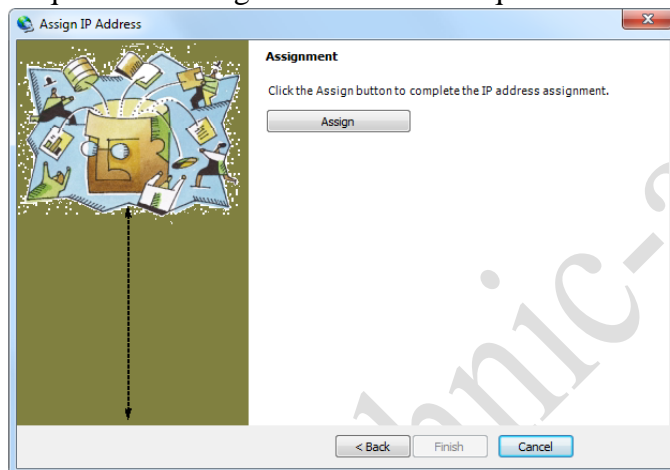 Assign IP Address
Assignment
Click the Assign button to complete the IP address assignment.
Assign
< Back
Finish
Cancel